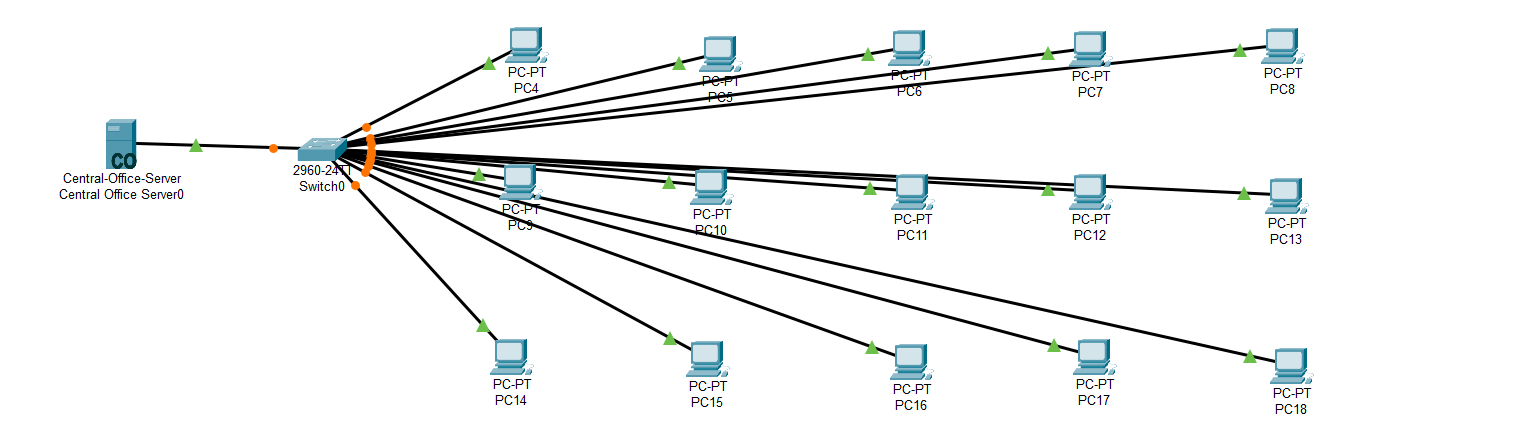 PC-PT
PC4
PC-PT
PC5
PC-PT
PC6
PC-PT
PC7
PC-PT
PC8
CO
Central-Office-Server
Central Office Server0
2960-24TT
Switch0
PC-PT
PC9
PC-PT
PC10
PC-PT
PC11
PC-PT
PC12
PC-PT
PC13
PC-PT
PC14
PC-PT
PC15
PC-PT
PC16
PC-PT
PC17
PC-PT
PC18